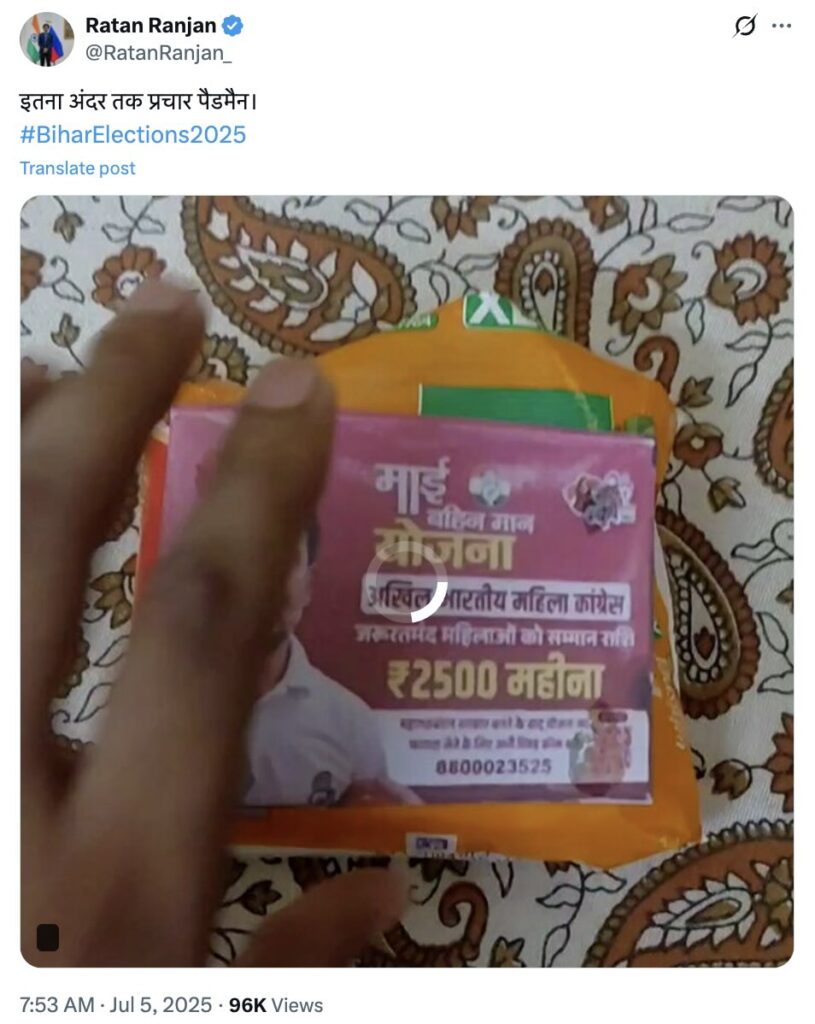 Ratan Ranjan
@RatanRanjan_
इतना अंदर तक प्रचार पैडमैन।
#BiharElections2025
Translate post
XL
माई
बहिन मान
योजना
अखिल भारतीय महिला कांग्रेस
जरूरतमंद महिलाओं को सम्मान राशि
₹2500 महीना
8800023525
7:53 AM · Jul 5, 2025 · 96K Views